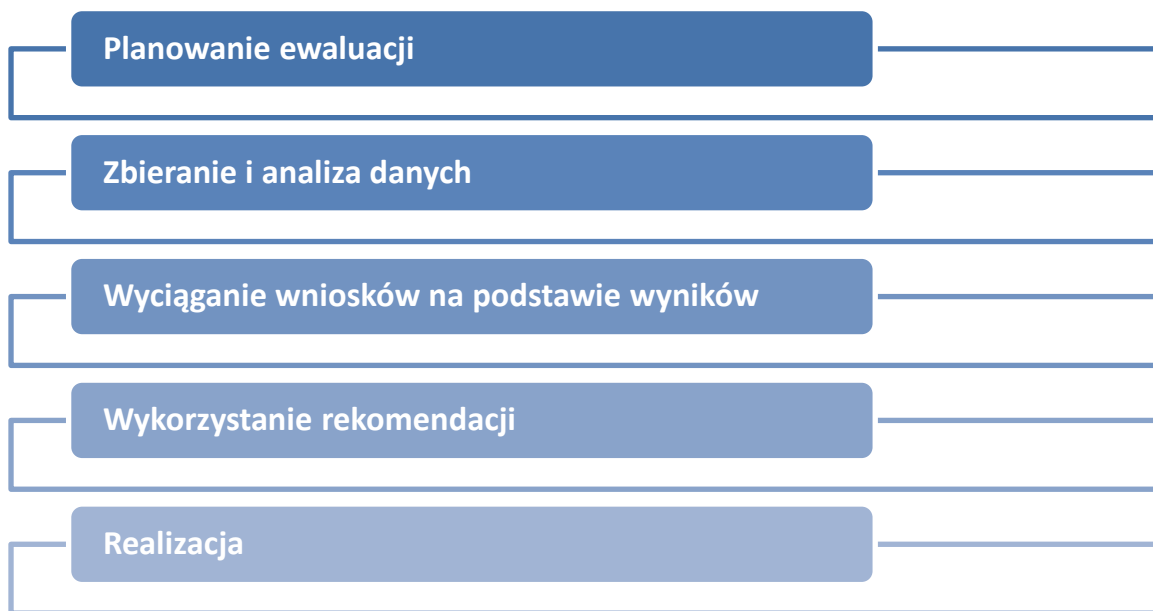 Planowanie ewaluacji
Zbieranie i analiza danych
Wyciąganie wniosków na podstawie wyników
Wykorzystanie rekomendacji
Realizacja